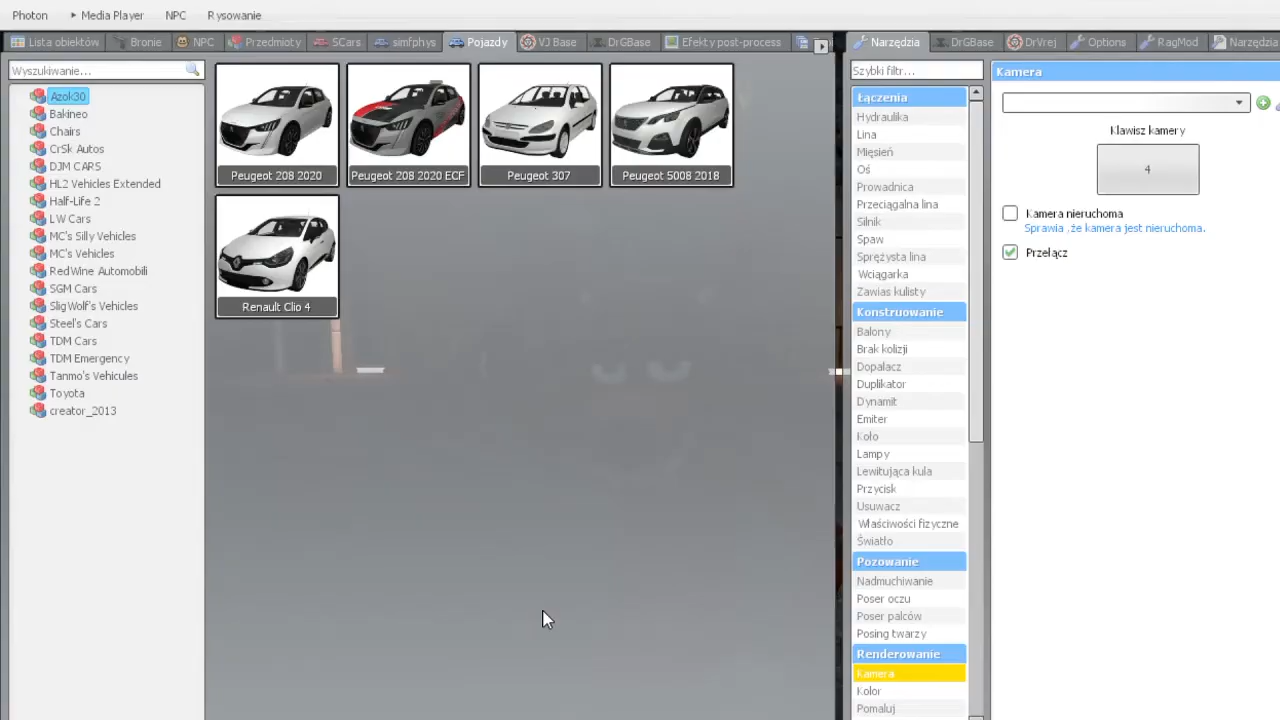 Photon
Media Player
NPC
Rysowanie
Lista obiektów
Bronie
NPC
Przedmioty
SCars
simfphys
Pojazdy
VJ Base
DrGBase
Efekty post-process
Narzędzia
DrGBase
DrVrej
Options
RagMod
Narzędzia
Wyszukiwanie...
Azok30
Bakineo
Chairs
CrSk Autos
DJM CARS
HL2 Vehicles Extended
Half-Life 2
LW Cars
MC's Silly Vehicles
MC's Vehicles
RedWine Automobili
SGM Cars
SligWolf's Vehicles
Steel's Cars
TDM Cars
TDM Emergency
Tanmo's Vehicules
Toyota
creator_2013
Peugeot 208 2020
Peugeot 208 2020 ECF
Peugeot 307
Peugeot 5008 2018
Renault Clio 4
Szybki filtr...
Łączenia
Hydraulika
Lina
Mięsień
Oś
Prowadnica
Przeciągalna lina
Silnik
Spaw
Sprężysta lina
Wciągarka
Zawias kulisty
Konstruowanie
Balony
Brak kolizji
Dopalacz
Duplikator
Dynamit
Emiter
Koło
Lampy
Lewitująca kula
Przycisk
Usuwacz
Właściwości fizyczne
Światło
Pozowanie
Nadmuchiwanie
Poser oczu
Poser palców
Posing twarzy
Renderowanie
Kamera
Kolor
Pomaluj
Kamera
Klawisz kamery
4
Kamera nieruchoma
Sprawia ,że kamera jest nieruchoma.
Przełącz